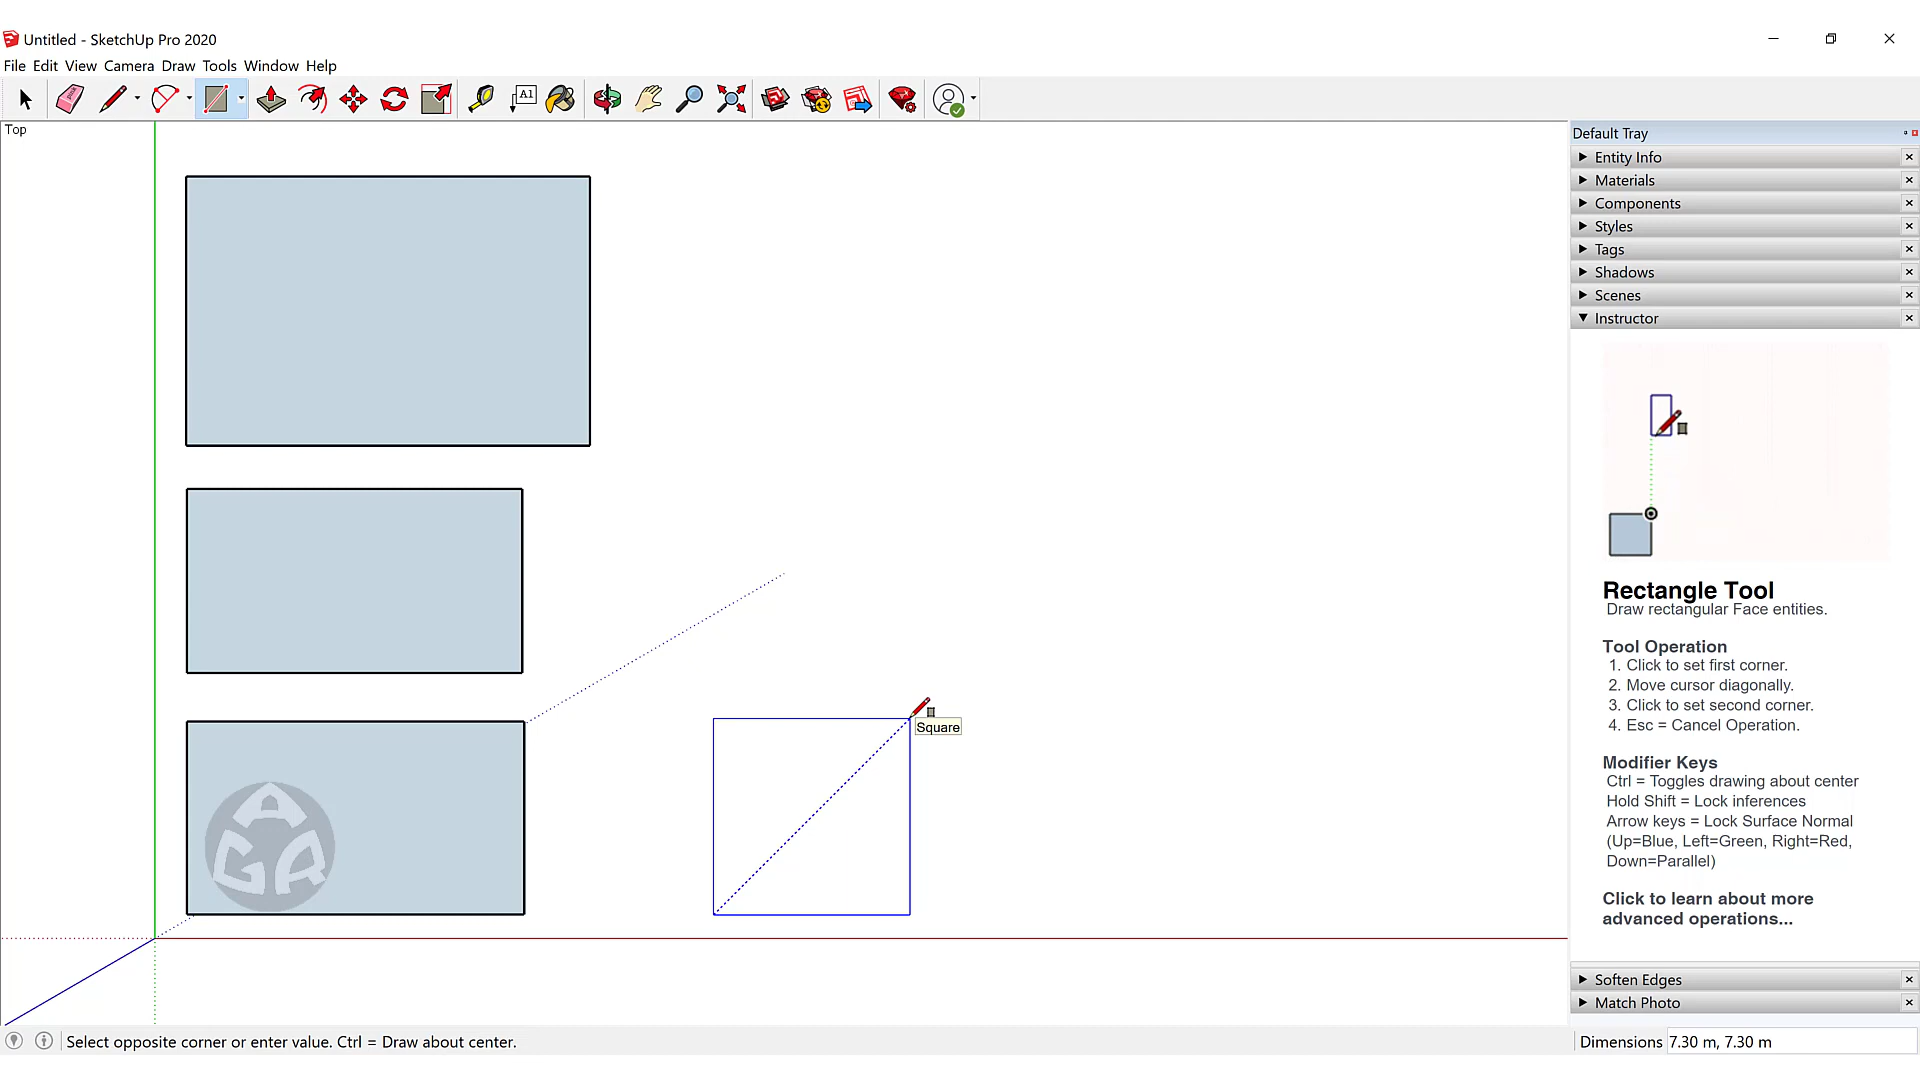 Untitled - SketchUp Pro 2020
File Edit View Camera Draw Tools Window Help
A1
Top
Default Tray
Entity Info
Materials
Components
Styles
Tags
Shadows
Scenes
Instructor
Rectangle Tool
Draw rectangular Face entities.
Tool Operation
1. Click to set first corner.
2. Move cursor diagonally.
3. Click to set second corner.
4. Esc = Cancel Operation.
Modifier Keys
Ctrl = Toggles drawing about center
Hold Shift = Lock inferences
Arrow keys = Lock Surface Normal
(Up=Blue, Left=Green, Right=Red,
Down=Parallel)
Click to learn about more
advanced operations...
Square
AGR
Soften Edges
Match Photo
Select opposite corner or enter value. Ctrl = Draw about center.
Dimensions 7.30 m, 7.30 m